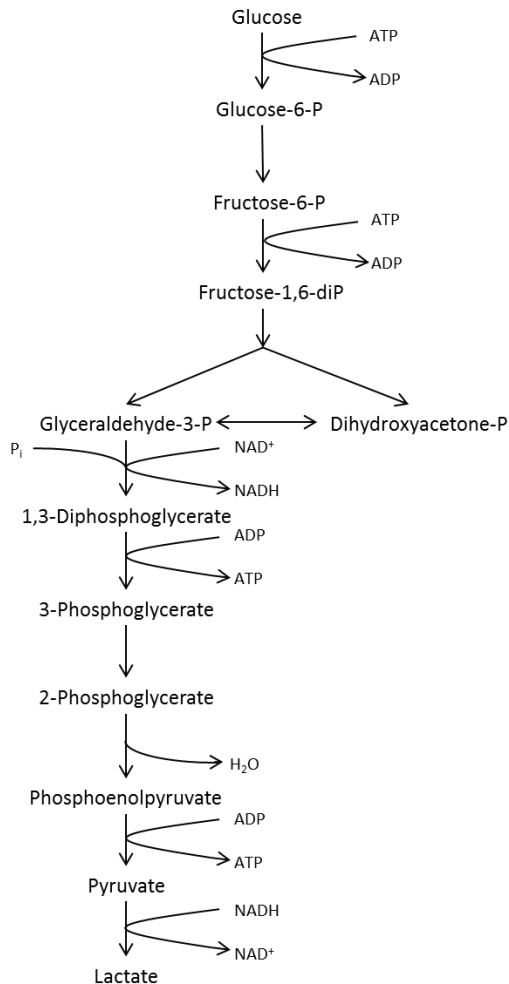 Glucose
ATP
ADP
Glucose-6-P
Fructose-6-P
ATP
ADP
Fructose-1,6-diP
Glyceraldehyde-3-P
Dihydroxyacetone-P
Pᵢ
NAD⁺
NADH
1,3-Diphosphoglycerate
ADP
ATP
3-Phosphoglycerate
2-Phosphoglycerate
H₂O
Phosphoenolpyruvate
ADP
ATP
Pyruvate
NADH
NAD⁺
Lactate